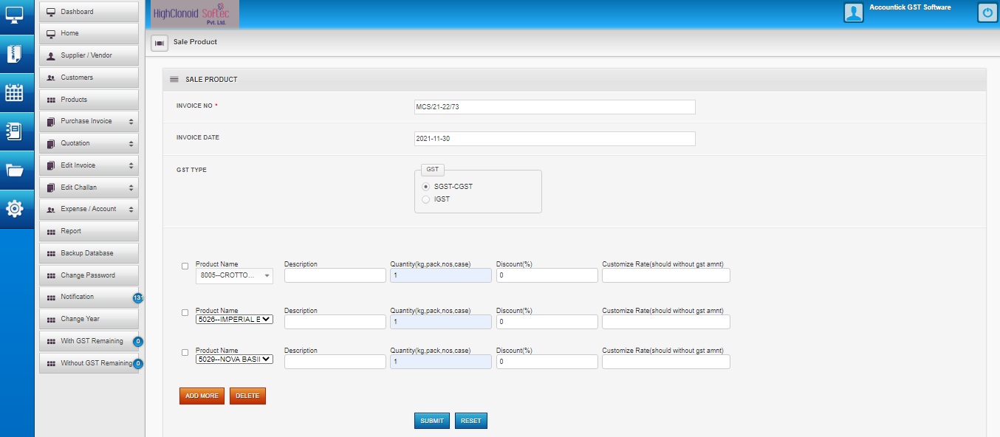 HighClonoid Softec
Pvt. Ltd.
Accountick GST Software
Dashboard
Home
Supplier / Vendor
Customers
Products
Purchase Invoice
Quotation
Edit Invoice
Edit Challan
Expense / Account
Report
Backup Database
Change Password
Notification 131
Change Year
With GST Remaining 0
Without GST Remaining 0
Sale Product
SALE PRODUCT
INVOICE NO * MCS/21-22/73
INVOICE DATE 2021-11-30
GST TYPE
GST
SGST-CGST
IGST
Product Name Description Quantity(kg,pack,nos,case) Discount(%) Customize Rate(should without gst amnt)
8005--CROTTO... 1 0
Product Name Description Quantity(kg,pack,nos,case) Discount(%) Customize Rate(should without gst amnt)
5026--IMPERIAL 1 0
Product Name Description Quantity(kg,pack,nos,case) Discount(%) Customize Rate(should without gst amnt)
5029--NOVA 1 0
ADD MORE DELETE
SUBMIT RESET